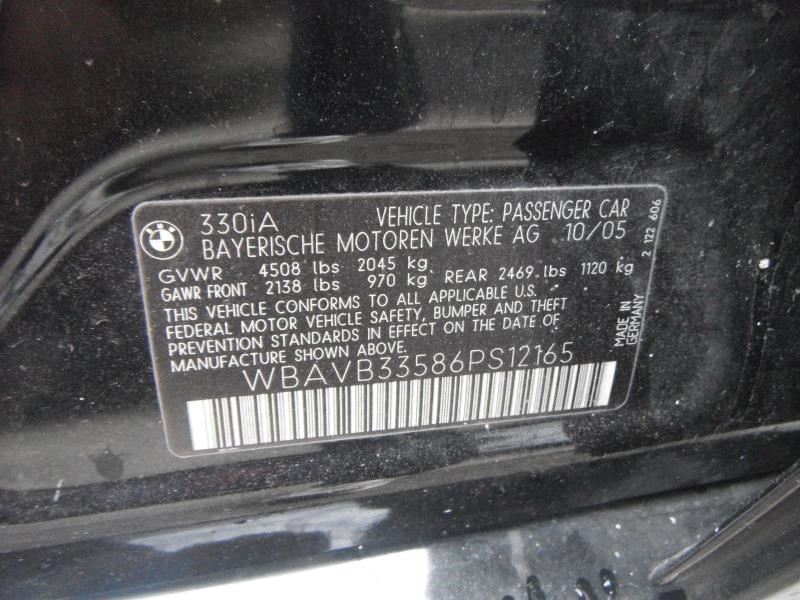 BMW
330iA VEHICLE TYPE: PASSENGER CAR
BAYERISCHE MOTOREN WERKE AG 10/05
GVWR 4508 lbs 2045 kg
GAWR FRONT 2138 lbs 970 kg REAR 2469 lbs 1120 kg
THIS VEHICLE CONFORMS TO ALL APPLICABLE U.S.
FEDERAL MOTOR VEHICLE SAFETY, BUMPER AND THEFT
PREVENTION STANDARDS IN EFFECT ON THE DATE OF
MANUFACTURE SHOWN ABOVE.
WBAVB33586PS12165
MADE IN
GERMANY
2 122 606